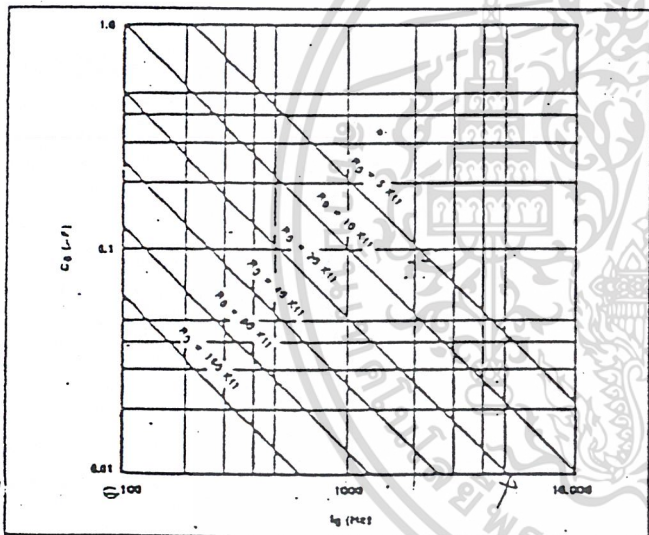 1.0
R0 = 5 KΩ
R0 = 10 KΩ
R0 = 20 KΩ
R0 = 40 KΩ
R0 = 80 KΩ
R0 = 160 KΩ
0.1
C0 (µF)
0.01
100
1000
10,000
f0 (Hz)